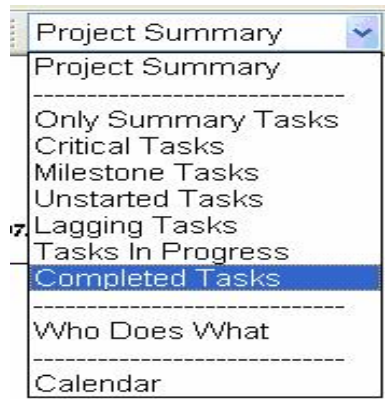 Project Summary
Project Summary
------------------------------
Only Summary Tasks
Critical Tasks
Milestone Tasks
Unstarted Tasks
97.
Lagging Tasks
Tasks In Progress
Completed Tasks
------------------------------
Who Does What
------------------------------
Calendar